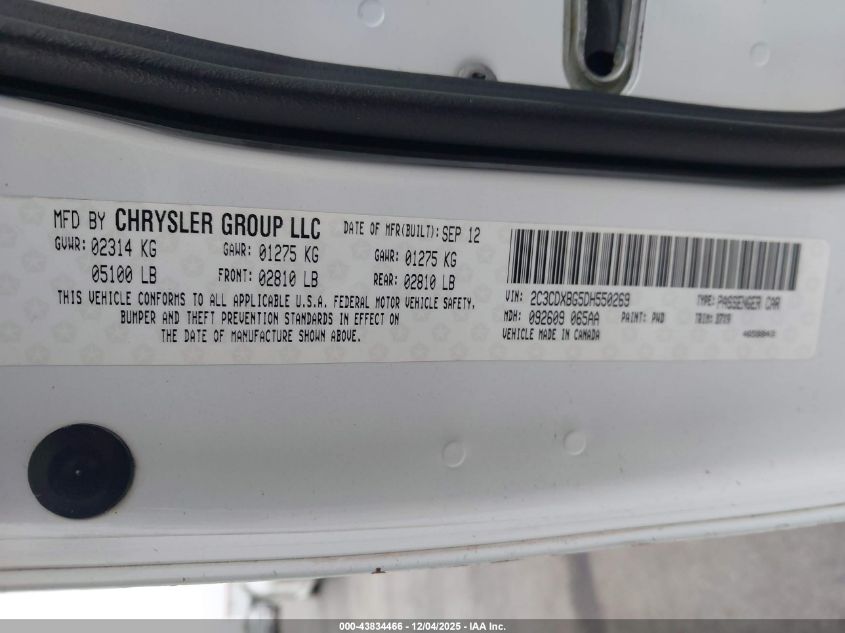 MFD BY CHRYSLER GROUP LLC DATE OF MFR(BUILT): SEP 12
GVWR: 02314 KG GAWR: 01275 KG GAWR: 01275 KG
05100 LB FRONT: 02810 LB REAR: 02810 LB
THIS VEHICLE CONFORMS TO ALL APPLICABLE U.S.A. FEDERAL MOTOR VEHICLE SAFETY,
BUMPER AND THEFT PREVENTION STANDARDS IN EFFECT ON
THE DATE OF MANUFACTURE SHOWN ABOVE.
VIN: 2C3CDXBG5DH550269 TYPE: PASSENGER CAR
MDH: 092609 065AA PAINT: PWD TRIM:
VEHICLE MADE IN CANADA
000-43834466 - 12/04/2025 - IAA Inc.